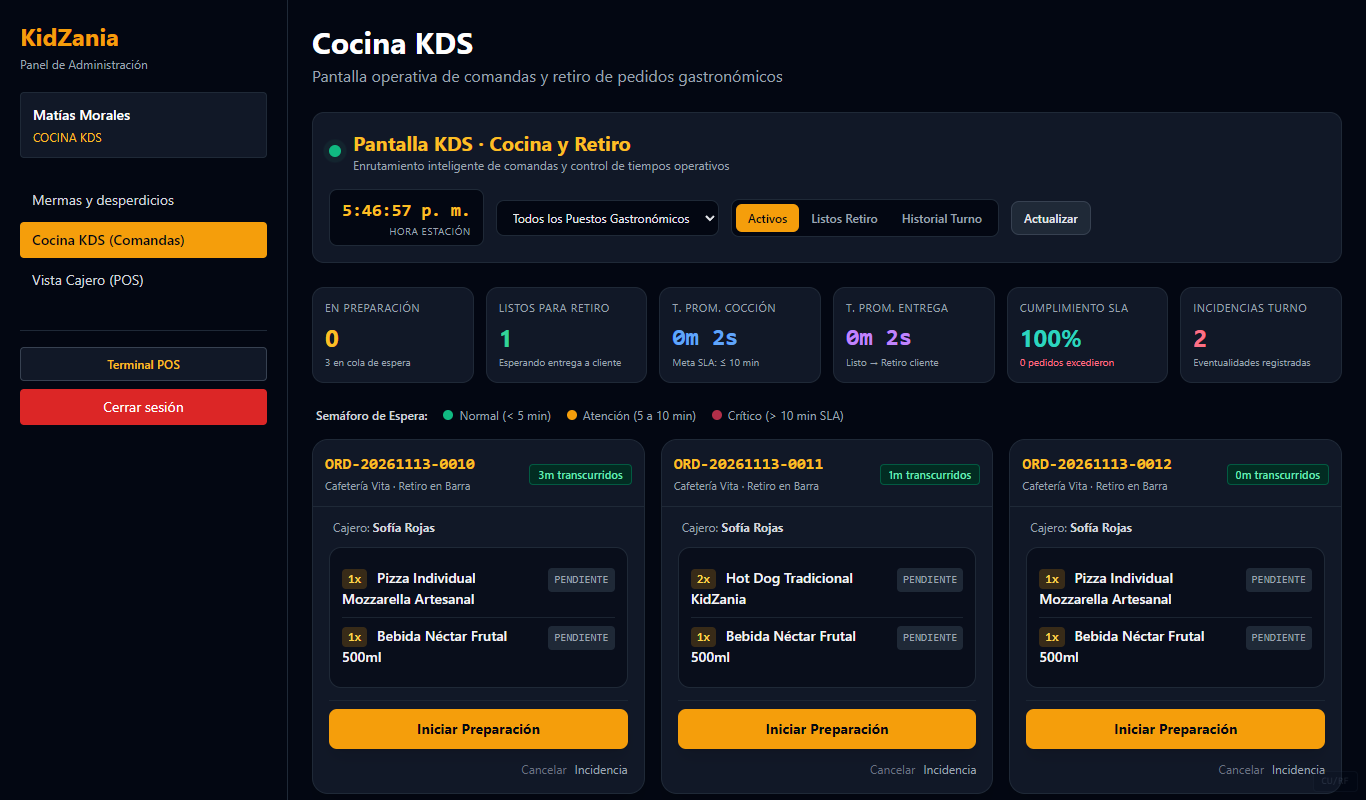 KidZania
Panel de Administración
Matías Morales
COCINA KDS
Mermas y desperdicios
Cocina KDS (Comandas)
Vista Cajero (POS)
Terminal POS
Cerrar sesión
Cocina KDS
Pantalla operativa de comandas y retiro de pedidos gastronómicos
Pantalla KDS · Cocina y Retiro
Enrutamiento inteligente de comandas y control de tiempos operativos
5:46:57 p. m.
HORA ESTACIÓN
Todos los Puestos Gastronómicos
Activos Listos Retiro Historial Turno
Actualizar
EN PREPARACIÓN
0
3 en cola de espera
LISTOS PARA RETIRO
1
Esperando entrega a cliente
T. PROM. COCCIÓN
0m 2s
Meta SLA: ≤ 10 min
T. PROM. ENTREGA
0m 2s
Listo → Retiro cliente
CUMPLIMIENTO SLA
100%
0 pedidos excedieron
INCIDENCIAS TURNO
2
Eventualidades registradas
Semáforo de Espera: Normal (< 5 min) Atención (5 a 10 min) Crítico (> 10 min SLA)
ORD-20261113-0010
3m transcurridos
Cafetería Vita · Retiro en Barra
Cajero: Sofía Rojas
1x Pizza Individual
Mozzarella Artesanal
PENDIENTE
1x Bebida Néctar Frutal
500ml
PENDIENTE
Iniciar Preparación
Cancelar Incidencia
ORD-20261113-0011
1m transcurridos
Cafetería Vita · Retiro en Barra
Cajero: Sofía Rojas
2x Hot Dog Tradicional
KidZania
PENDIENTE
1x Bebida Néctar Frutal
500ml
PENDIENTE
Iniciar Preparación
Cancelar Incidencia
ORD-20261113-0012
0m transcurridos
Cafetería Vita · Retiro en Barra
Cajero: Sofía Rojas
1x Pizza Individual
Mozzarella Artesanal
PENDIENTE
1x Bebida Néctar Frutal
500ml
PENDIENTE
Iniciar Preparación
Cancelar Incidencia